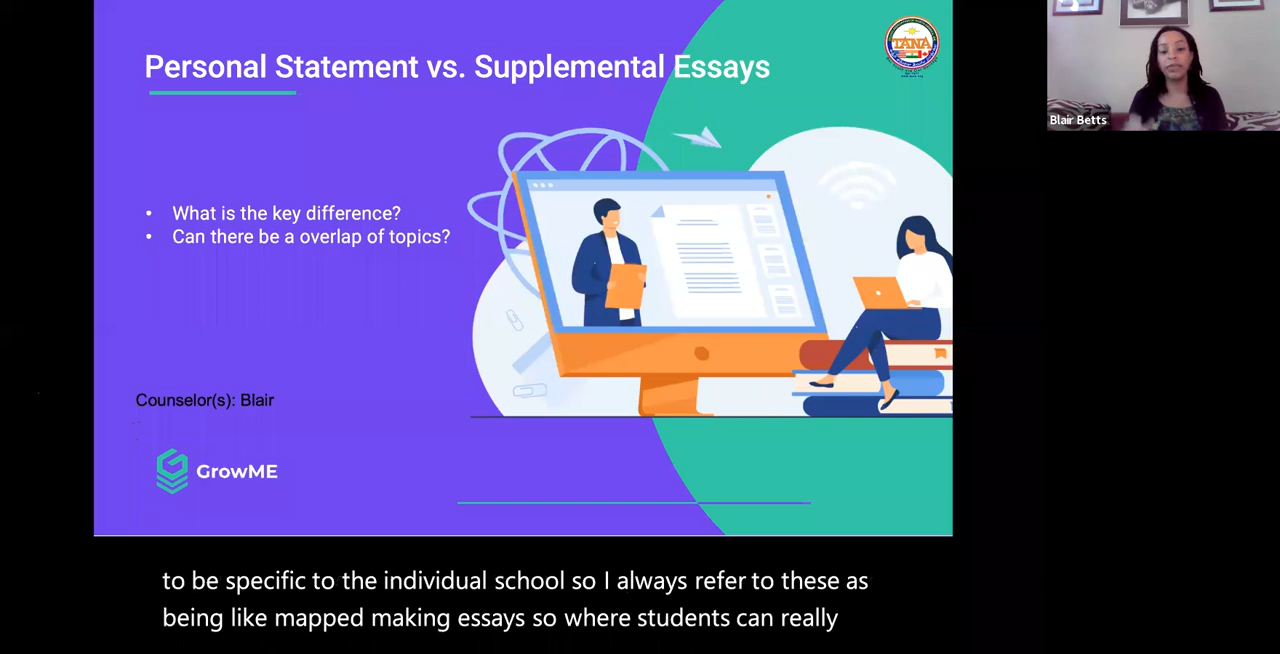 Personal Statement vs. Supplemental Essays
TANA
Blair Betts
• What is the key difference?
• Can there be a overlap of topics?
Counselor(s): Blair
GrowME
to be specific to the individual school so I always refer to these as
being like mapped making essays so where students can really